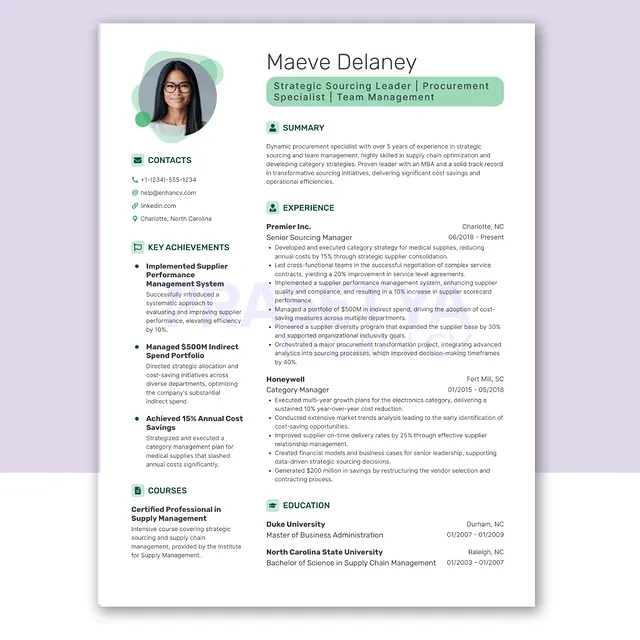 Maeve Delaney
Strategic Sourcing Leader | Procurement
Specialist | Team Management
CONTACTS
+1-(234)-555-1234
help@enhancv.com
linkedin.com
Charlotte, North Carolina
KEY ACHIEVEMENTS
Implemented Supplier
Performance
Management System
Successfully introduced a
systematic approach to
evaluating and improving supplier
performance, elevating efficiency
by 10%.
Managed $500M Indirect
Spend Portfolio
Directed strategic allocation and
cost-saving initiatives across
diverse departments, optimizing
the company's substantial
indirect spend.
Achieved 15% Annual Cost
Savings
Strategized and executed a
category management plan for
medical supplies that slashed
annual costs significantly.
COURSES
Certified Professional in
Supply Management
Intensive course covering strategic
sourcing and supply chain
management, provided by the Institute
for Supply Management.
SUMMARY
Dynamic procurement specialist with over 5 years of experience in strategic
sourcing and team management, highly skilled in supply chain optimization and
developing category strategies. Proven leader with an MBA and a solid track record
in transformative sourcing initiatives, delivering significant cost savings and
operational efficiencies.
EXPERIENCE
Premier Inc. Charlotte, NC
Senior Sourcing Manager 06/2018 - Present
• Developed and executed category strategy for medical supplies, reducing
annual costs by 15% through strategic supplier consolidation.
• Led cross-functional teams in the successful negotiation of complex service
contracts, yielding a 20% improvement in service level agreements.
• Implemented a supplier performance management system, enhancing supplier
quality and compliance, and resulting in a 10% increase in supplier scorecard
performance.
• Managed a portfolio of $500M in indirect spend, driving the adoption of cost-
saving measures across multiple departments.
• Pioneered a supplier diversity program that expanded the supplier base by 30%
and supported organizational inclusivity goals.
• Orchestrated a major procurement transformation project, integrating advanced
analytics into sourcing processes, which improved decision-making timeframes
by 40%.
Honeywell Fort Mill, SC
Category Manager 01/2015 - 05/2018
• Executed multi-year growth plans for the electronics category, delivering a
sustained 10% year-over-year cost reduction.
• Conducted extensive market trends analysis leading to the early identification of
cost-saving opportunities.
• Improved supplier on-time delivery rates by 25% through effective supplier
relationship management.
• Created financial models and business cases for senior leadership, supporting
data-driven strategic sourcing decisions.
• Generated $200 million in savings by restructuring the vendor selection and
contracting process.
EDUCATION
Duke University Durham, NC
Master of Business Administration 01/2007 - 01/2009
North Carolina State University Raleigh, NC
Bachelor of Science in Supply Chain Management 01/2003 - 01/2007